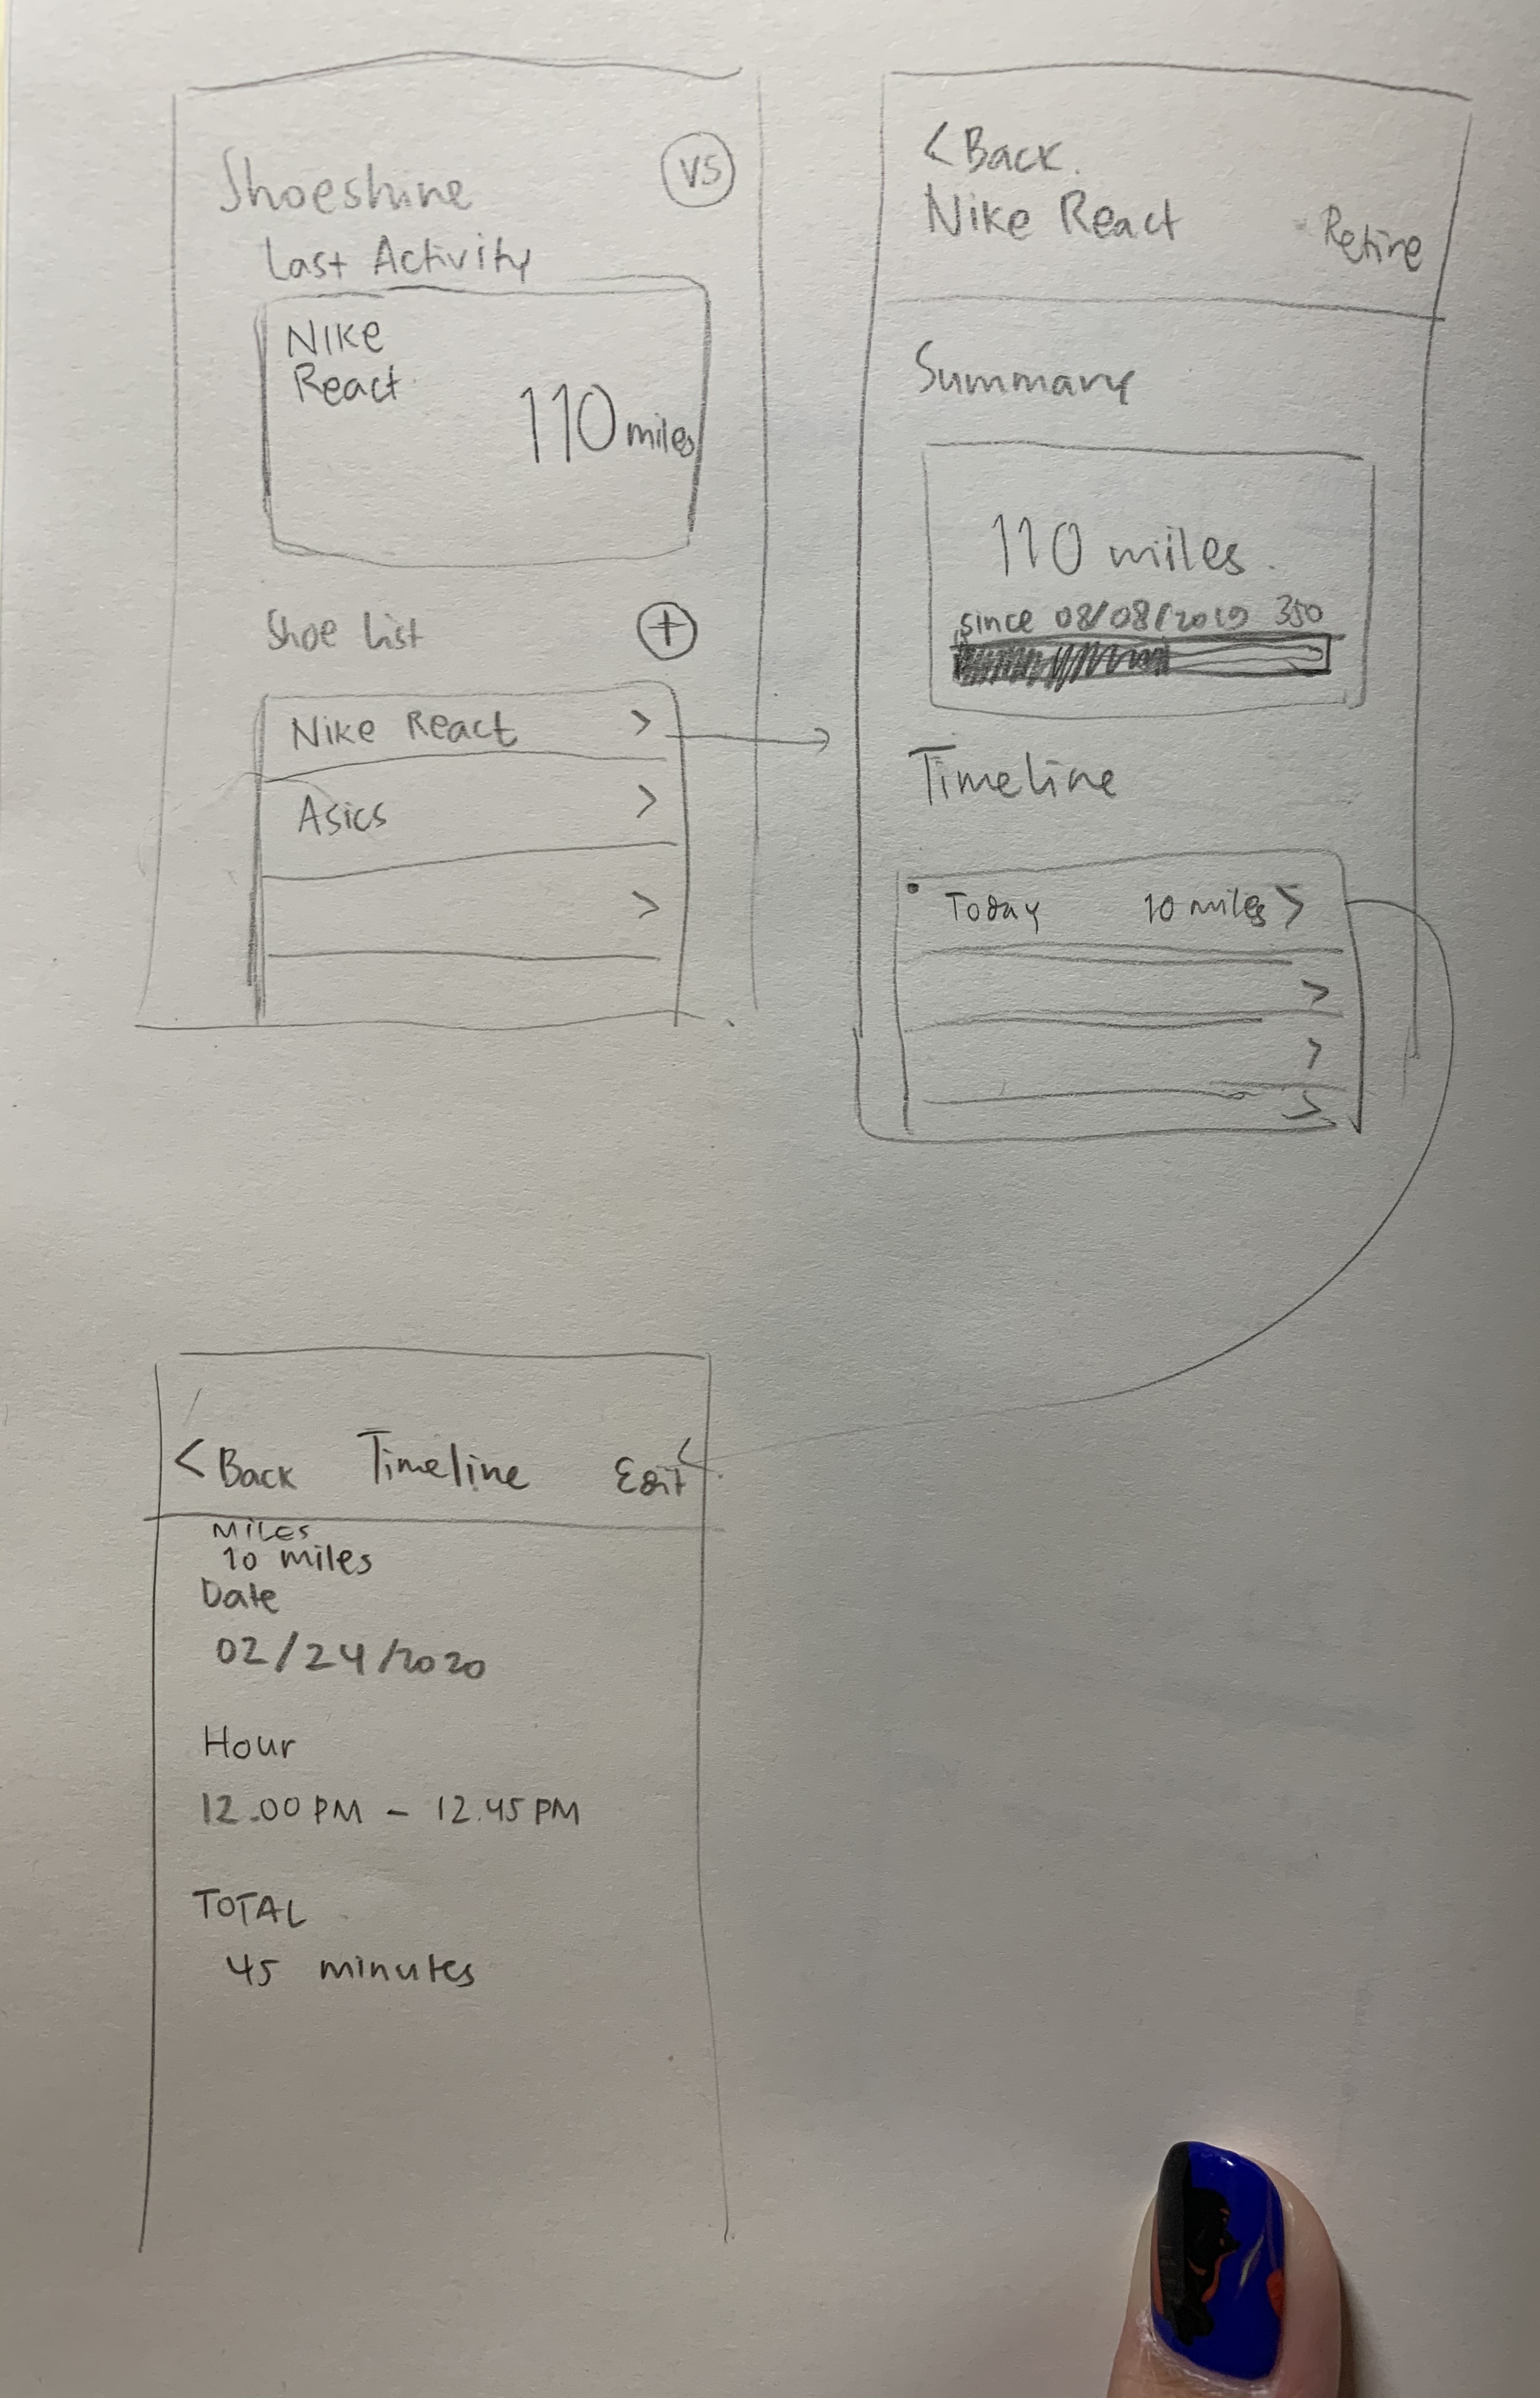 Shoeshine
VS
Last Activity
Nike
React
110 miles
Shoe List
+
Nike React >
Asics >
>
< Back.
Nike React
Retire
Summary
110 miles.
since 08/08/2019 350
Timeline
Today 10 miles >
>
>
>
< Back Timeline Edit
MILES
10 miles
Date
02/24/2020
Hour
12.00 PM - 12.45 PM
TOTAL
45 minutes